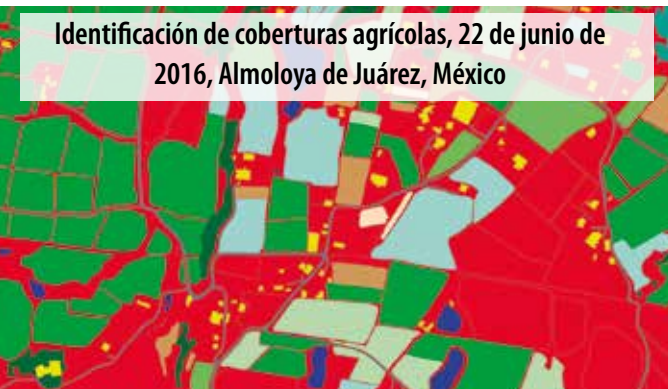 Identificación de coberturas agrícolas, 22 de junio de
2016, Almoloya de Juárez, México